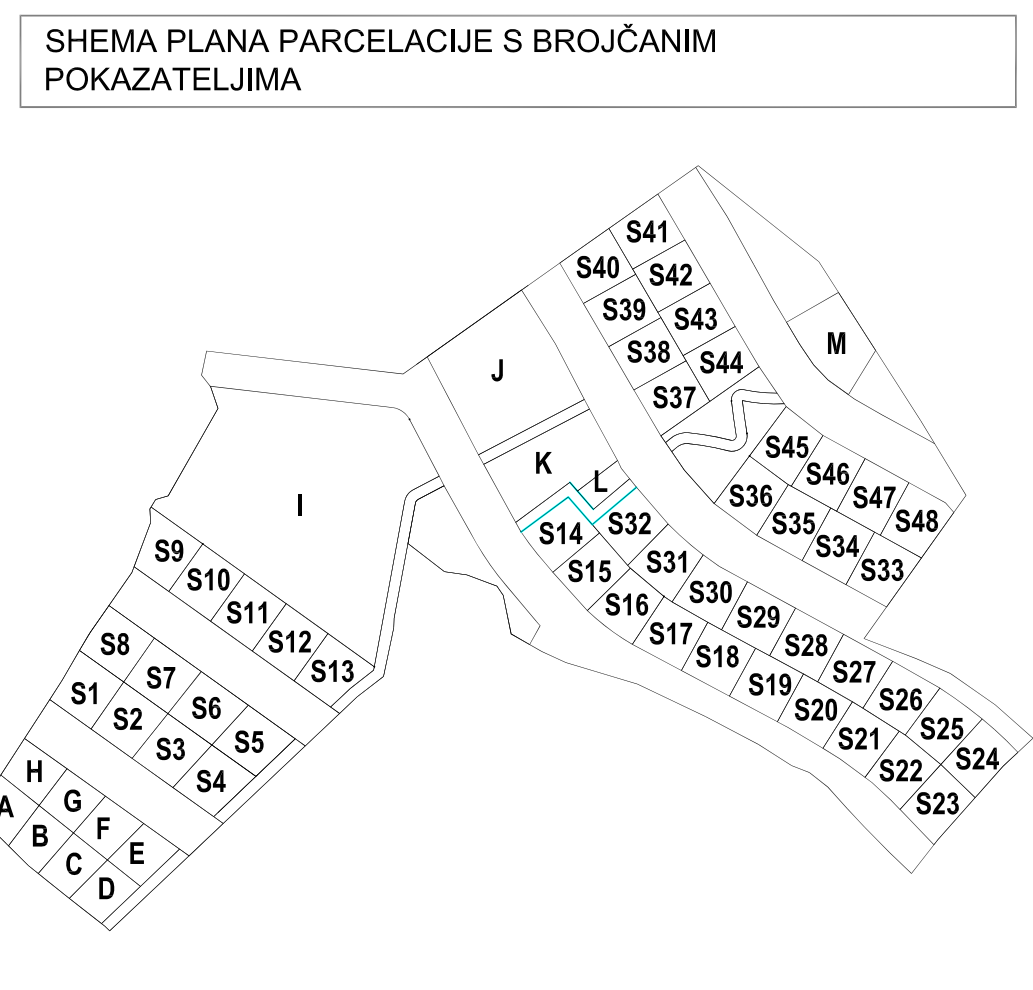 SHEMA PLANA PARCELACIJE S BROJČANIM
POKAZATELJIMA
S41
S40
S42
S39
S43
M
S38
S44
J
S37
S45
K
S46
L
S36
S47
I
S35
S48
S14
S32
S34
S9
S31
S33
S10
S15
S30
S11
S16
S29
S12
S17
S28
S8
S13
S18
S27
S7
S19
S26
S1
S6
S20
S25
S2
S5
S21
S24
S3
S22
S4
S23
H
G
A
F
B
E
C
D